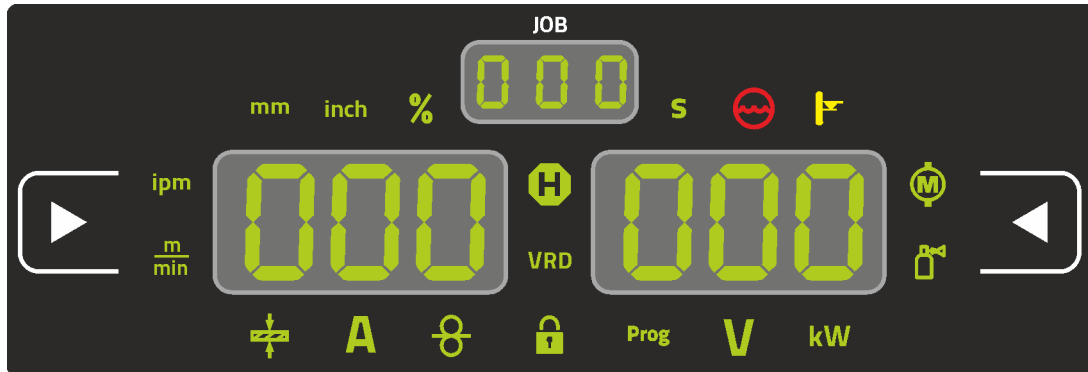 JOB
000
mm inch % S
ipm 000 H 000 M
m
min
VRD
A Prog V kW